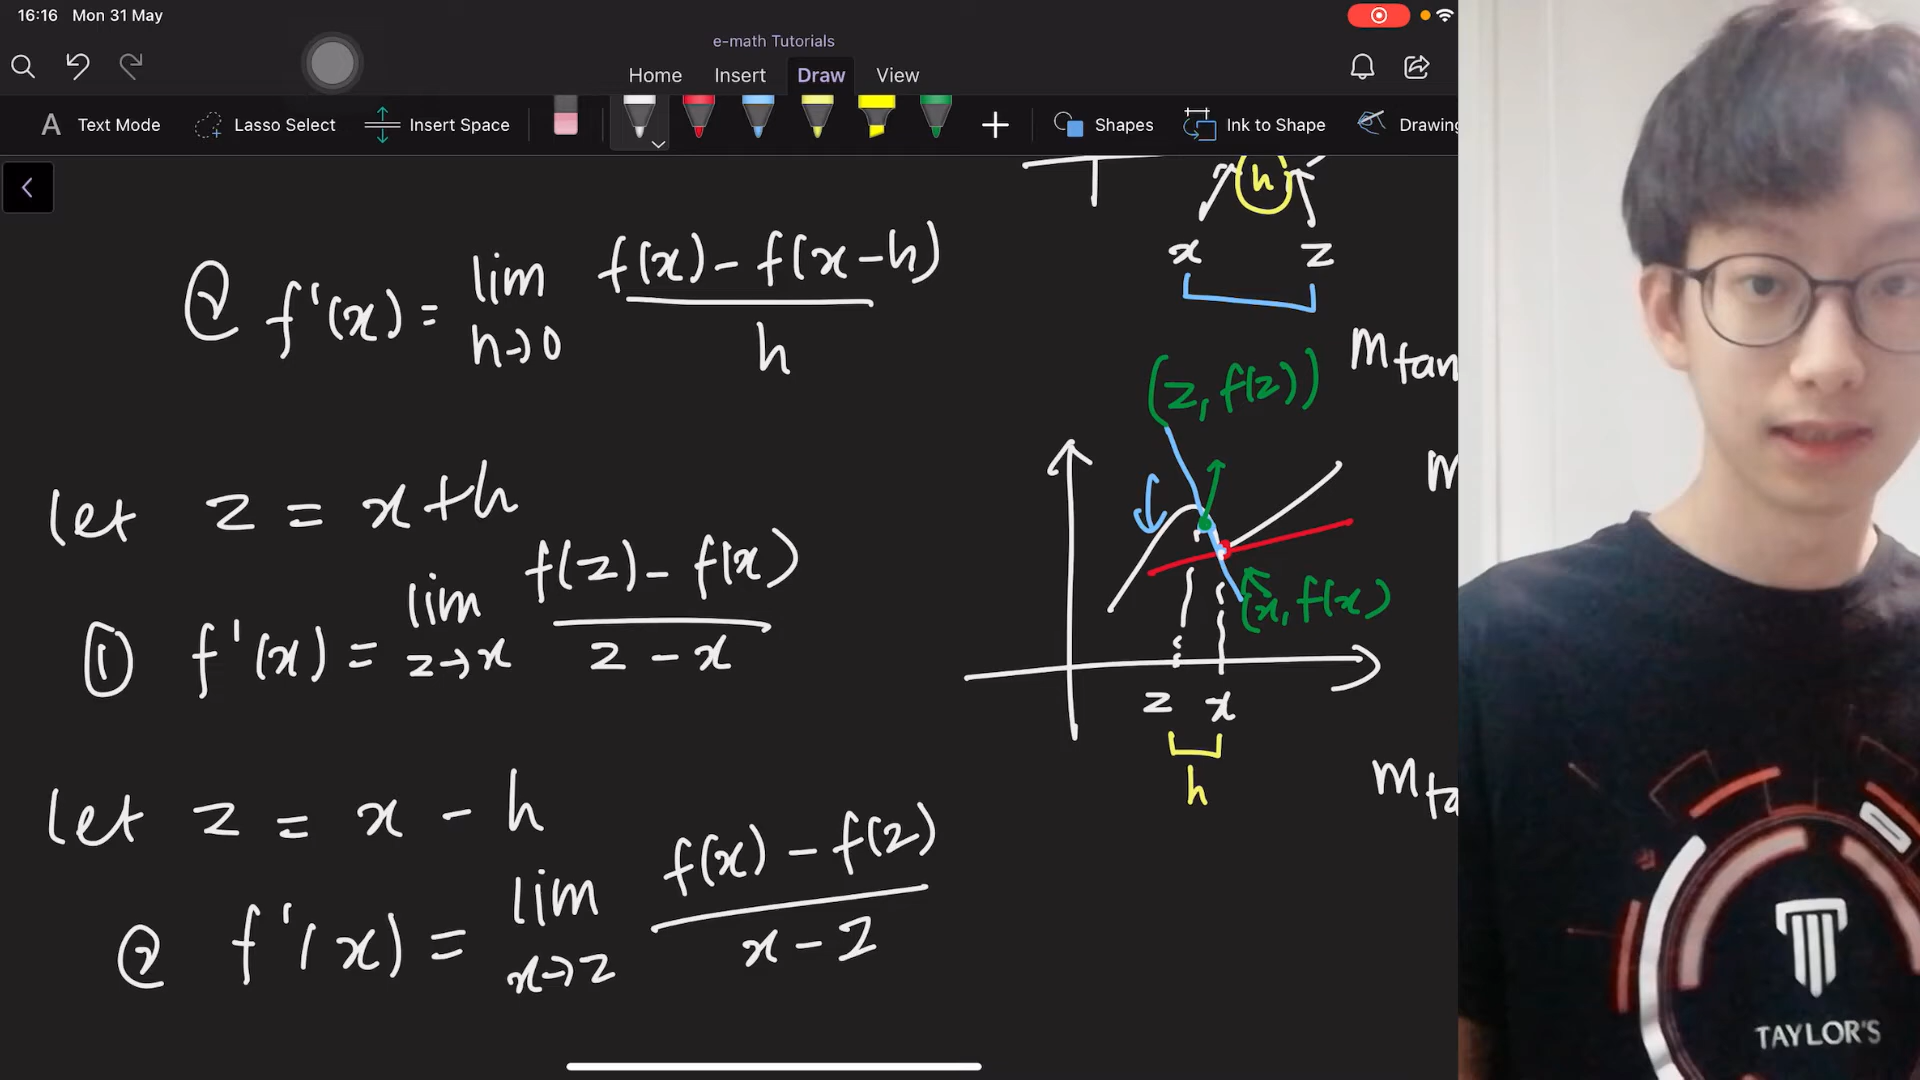 16:16 Mon 31 May
e-math Tutorials
Home Insert Draw View
Text Mode Lasso Select Insert Space Shapes Ink to Shape Drawing
h
x z
② f'(x) = lim h→0 f(x) - f(x-h) / h
m tan
(z, f(z))
let z = x+h
m
① f'(x) = lim z→x f(z) - f(x) / z - x
(x, f(x))
z x
h
let z = x - h
m ta
② f'(x) = lim x→z f(x) - f(z) / x - z
TAYLOR'S